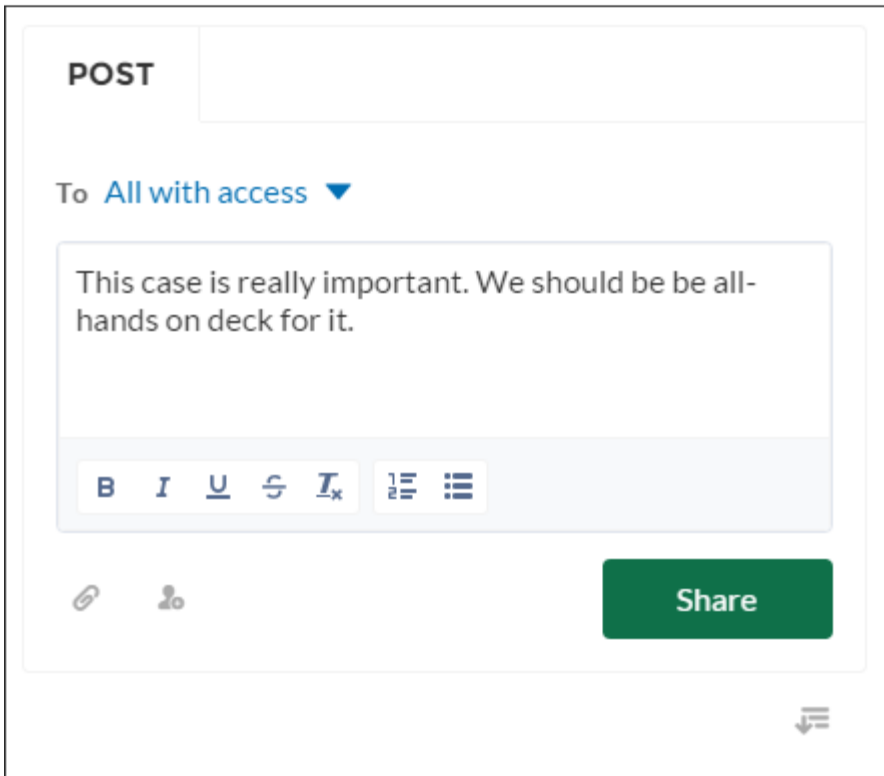 POST
To All with access
This case is really important. We should be be all-
hands on deck for it.
B I U S Tx
Share